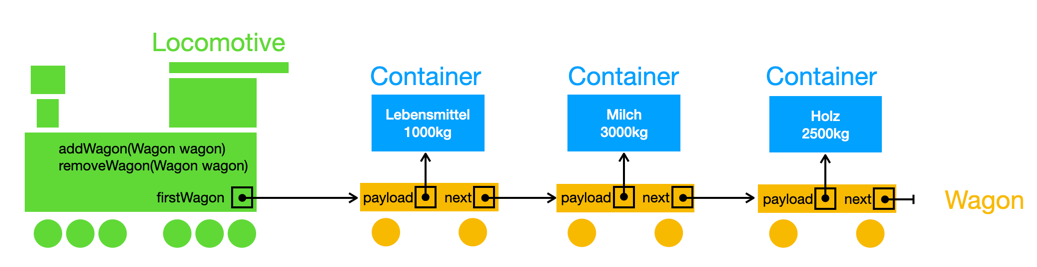 Locomotive
addWagon(Wagon wagon)
removeWagon(Wagon wagon)
firstWagon
Container
Lebensmittel
1000kg
payload
next
Container
Milch
3000kg
payload
next
Container
Holz
2500kg
payload
next
Wagon